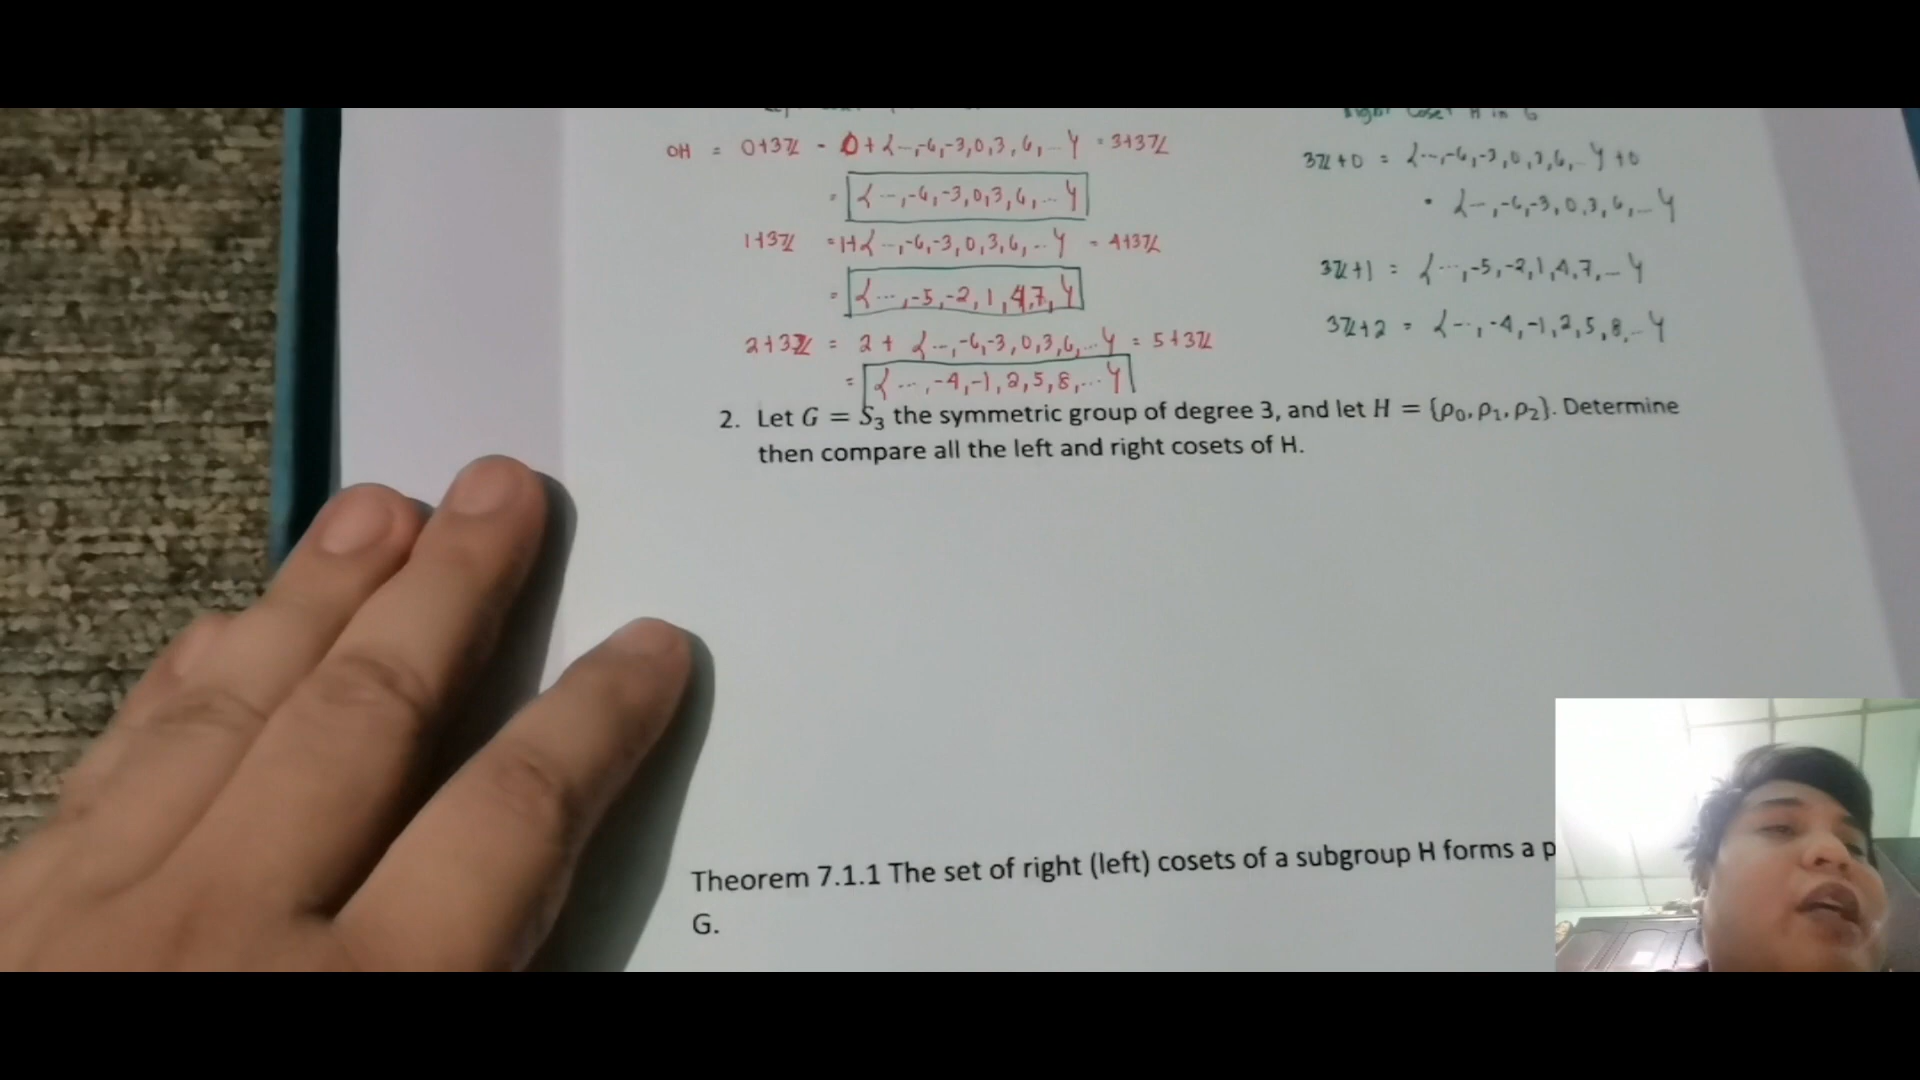 Right Coset H in G
0H = 0+3ℤ = 0+{…,-6,-3,0,3,6,…} = 3+3ℤ
= {…,-6,-3,0,3,6,…}
1+3ℤ = 1+{…,-6,-3,0,3,6,…} = 4+3ℤ
= {…,-5,-2,1,4,7,}
2+3ℤ = 2 + {…,-6,-3,0,3,6,…} = 5+3ℤ
= {…,-4,-1,2,5,8,…}
3ℤ+0 = {…,-6,-3,0,3,6,…}+0
= {…,-6,-3,0,3,6,…}
3ℤ+1 = {…,-5,-2,1,4,7,…}
3ℤ+2 = {…,-4,-1,2,5,8,…}
2. Let G = S₃ the symmetric group of degree 3, and let H = {ρ₀, ρ₁, ρ₂}. Determine
then compare all the left and right cosets of H.
Theorem 7.1.1 The set of right (left) cosets of a subgroup H forms a p
G.